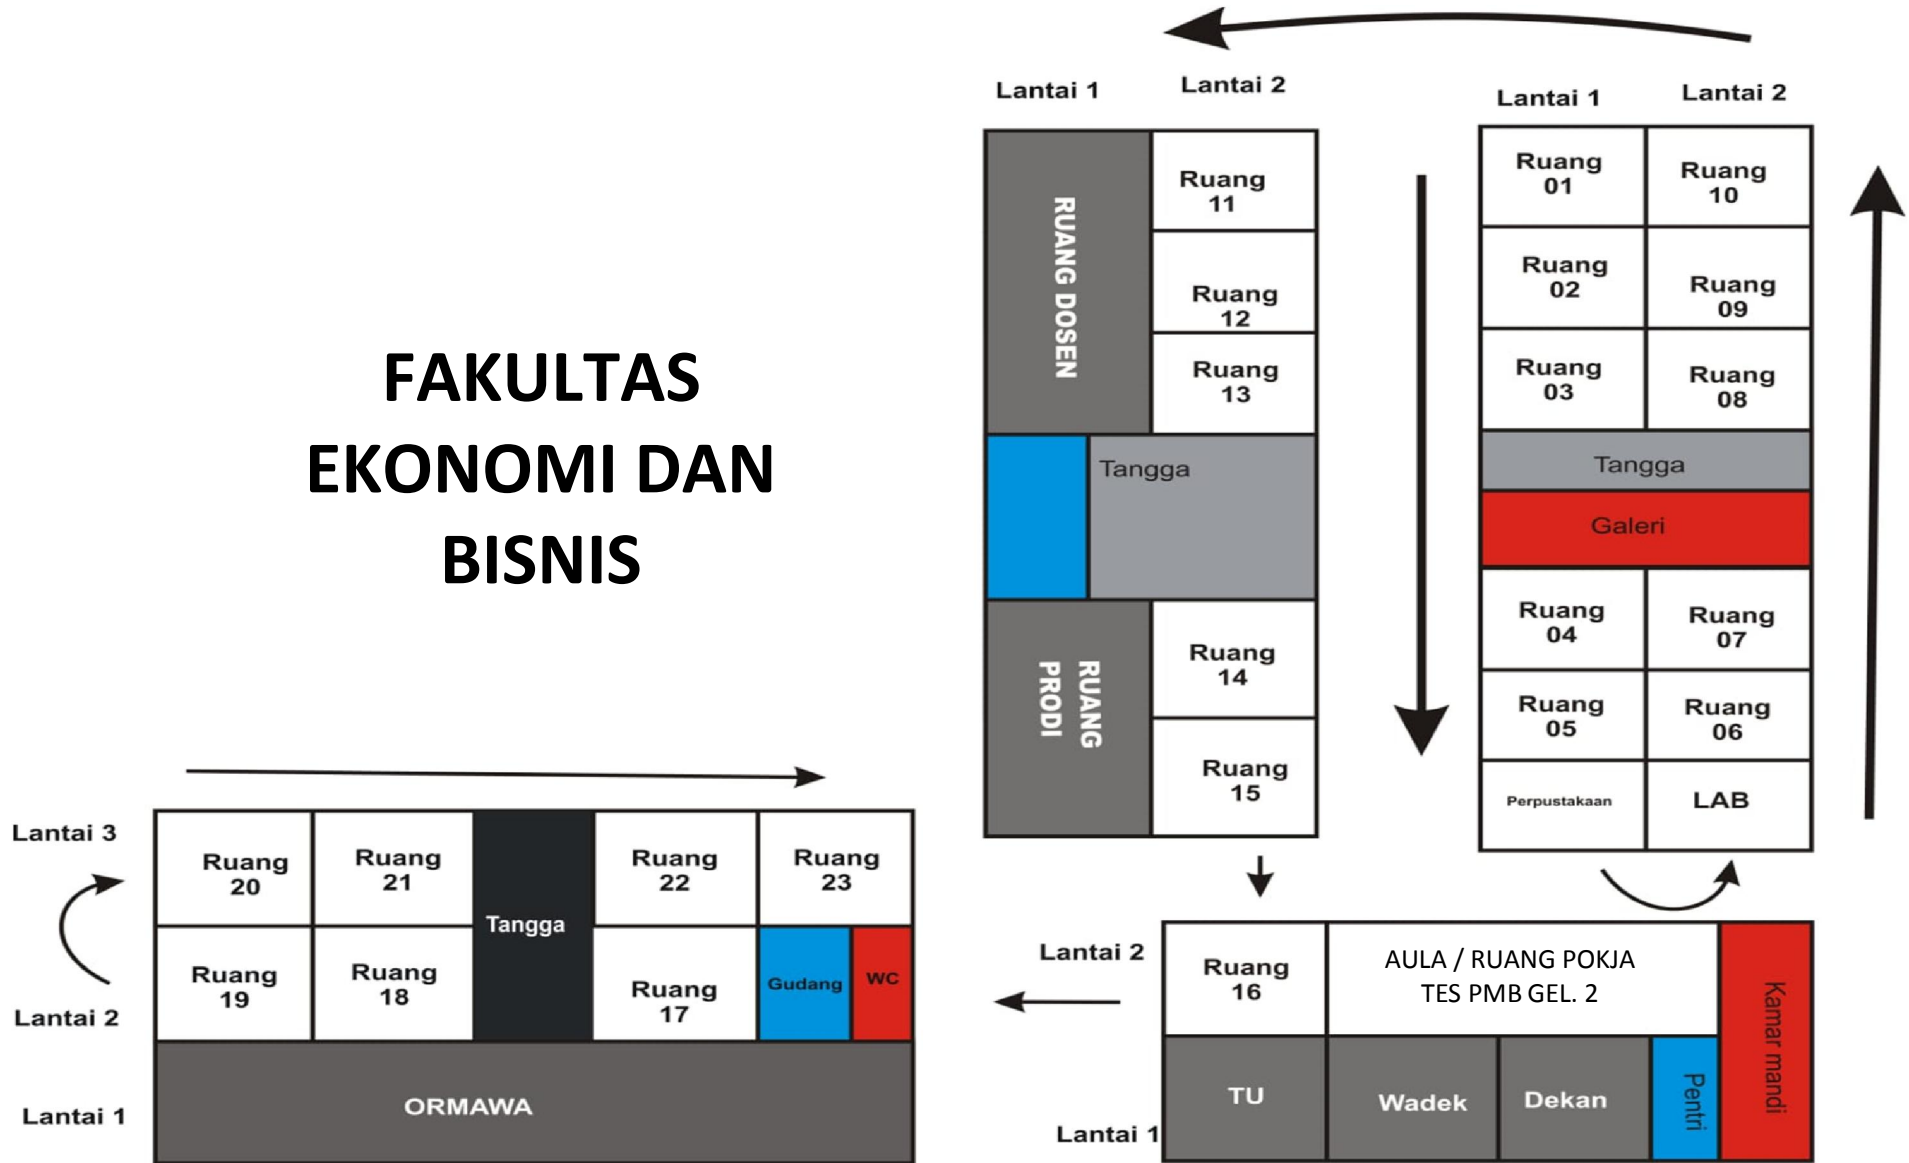 FAKULTAS
EKONOMI DAN
BISNIS
Lantai 1
Lantai 2
RUANG DOSEN
Ruang
11
Ruang
12
Ruang
13
Tangga
RUANG
PRODI
Ruang
14
Ruang
15
Lantai 1
Lantai 2
Ruang
01
Ruang
10
Ruang
02
Ruang
09
Ruang
03
Ruang
08
Tangga
Galeri
Ruang
04
Ruang
07
Ruang
05
Ruang
06
Perpustakaan
LAB
Lantai 3
Ruang
20
Ruang
21
Tangga
Ruang
22
Ruang
23
Lantai 2
Ruang
19
Ruang
18
Ruang
17
Gudang
WC
Lantai 1
ORMAWA
Lantai 2
Ruang
16
AULA / RUANG POKJA
TES PMB GEL. 2
Kamar mandi
Lantai 1
TU
Wadek
Dekan
Pentri